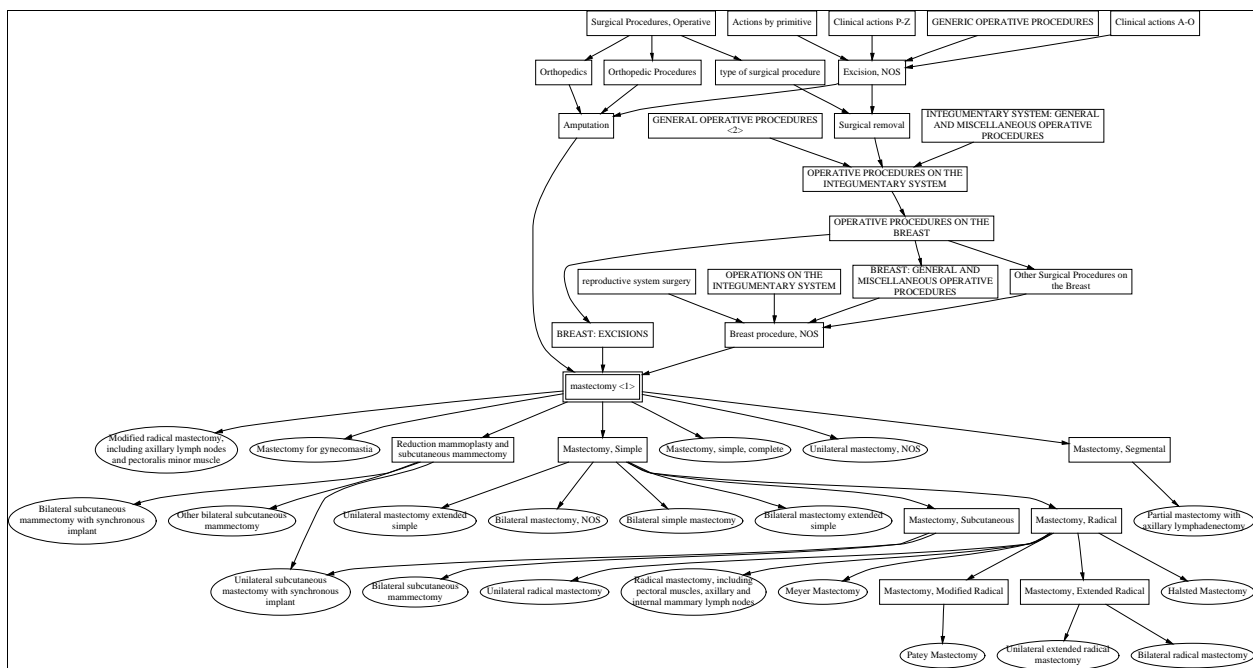 Surgical Procedures, Operative
Actions by primitive
Clinical actions P-Z
GENERIC OPERATIVE PROCEDURES
Clinical actions A-O
Orthopedics
Orthopedic Procedures
type of surgical procedure
Excision, NOS
Amputation
GENERAL OPERATIVE PROCEDURES
<2>
Surgical removal
INTEGUMENTARY SYSTEM: GENERAL
AND MISCELLANEOUS OPERATIVE
PROCEDURES
OPERATIVE PROCEDURES ON THE
INTEGUMENTARY SYSTEM
OPERATIVE PROCEDURES ON THE
BREAST
reproductive system surgery
OPERATIONS ON THE
INTEGUMENTARY SYSTEM
BREAST: GENERAL AND
MISCELLANEOUS OPERATIVE
PROCEDURES
Other Surgical Procedures on
the Breast
BREAST: EXCISIONS
Breast procedure, NOS
mastectomy <1>
Modified radical mastectomy,
including axillary lymph nodes
and pectoralis minor muscle
Mastectomy for gynecomastia
Reduction mammoplasty and
subcutaneous mammectomy
Mastectomy, Simple
Mastectomy, simple, complete
Unilateral mastectomy, NOS
Mastectomy, Segmental
Bilateral subcutaneous
mammectomy with synchronous
implant
Other bilateral subcutaneous
mammectomy
Unilateral mastectomy extended
simple
Bilateral mastectomy, NOS
Bilateral simple mastectomy
Bilateral mastectomy extended
simple
Mastectomy, Subcutaneous
Mastectomy, Radical
Partial mastectomy with
axillary lymphadenectomy
Unilateral subcutaneous
mastectomy with synchronous
implant
Bilateral subcutaneous
mammectomy
Unilateral radical mastectomy
Radical mastectomy, including
pectoral muscles, axillary and
internal mammary lymph nodes
Meyer Mastectomy
Mastectomy, Modified Radical
Mastectomy, Extended Radical
Halsted Mastectomy
Patey Mastectomy
Unilateral extended radical
mastectomy
Bilateral radical mastectomy